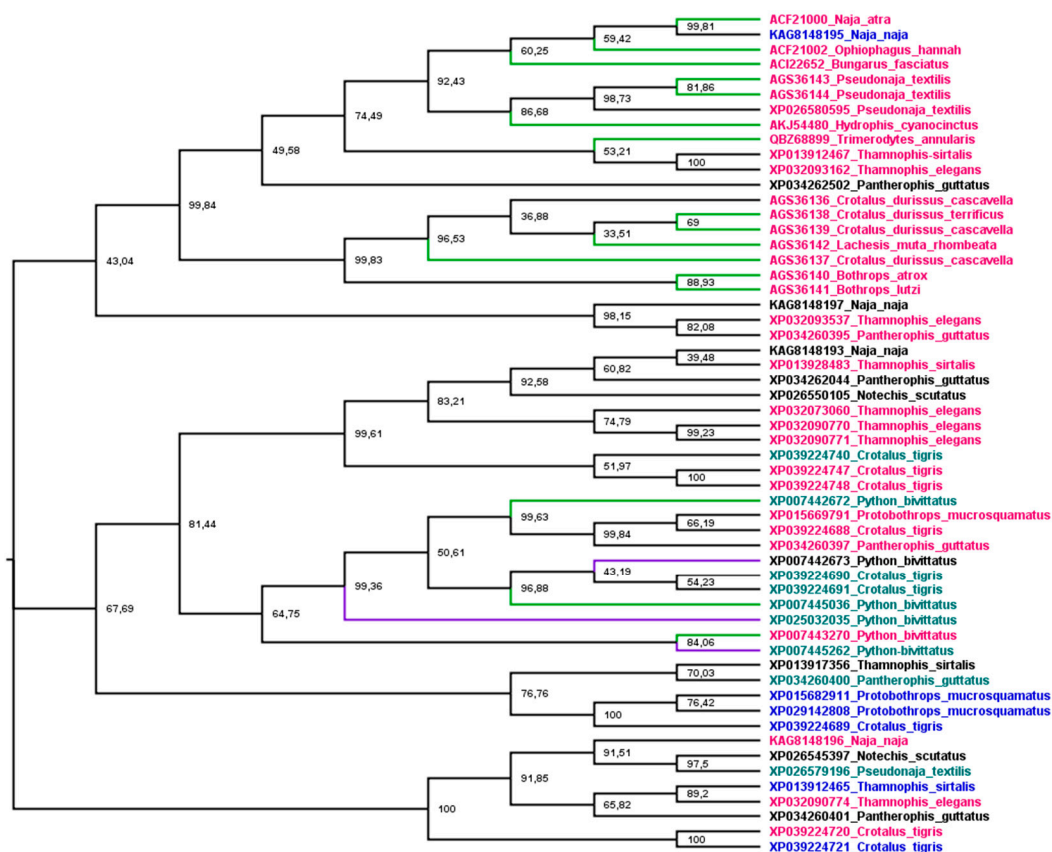 ACF21000_Naja_atra
99,81
KAG8148195_Naja_naja
59,42
ACF21002_Ophiophagus_hannah
60,25
ACI22652_Bungarus_fasciatus
92,43
AGS36143_Pseudonaja_textilis
81,86
AGS36144_Pseudonaja_textilis
98,73
XP026580595_Pseudonaja_textilis
86,68
74,49
AKJ54480_Hydrophis_cyanocinctus
QBZ68899_Trimerodytes_annularis
53,21
49,58
XP013912467_Thamnophis-sirtalis
100
XP032093162_Thamnophis_elegans
XP034262502_Pantherophis_guttatus
99,84
AGS36136_Crotalus_durissus_cascavella
36,88
AGS36138_Crotalus_durissus_terrificus
69
AGS36139_Crotalus_durissus_cascavella
33,51
96,53
AGS36142_Lachesis_muta_rhombeata
99,83
43,04
AGS36137_Crotalus_durissus_cascavella
AGS36140_Bothrops_atrox
88,93
AGS36141_Bothrops_lutzi
KAG8148197_Naja_naja
98,15
XP032093537_Thamnophis_elegans
82,08
XP034260395_Pantherophis_guttatus
KAG8148193_Naja_naja
39,48
XP013928483_Thamnophis_sirtalis
60,82
XP034262044_Pantherophis_guttatus
92,58
XP026550105_Notechis_scutatus
83,21
XP032073060_Thamnophis_elegans
74,79
XP032090770_Thamnophis_elegans
99,23
XP032090771_Thamnophis_elegans
99,61
XP039224740_Crotalus_tigris
51,97
XP039224747_Crotalus_tigris
100
XP039224748_Crotalus_tigris
XP007442672_Python_bivittatus
99,63
81,44
XP015669791_Protobothrops_mucrosquamatus
66,19
XP039224688_Crotalus_tigris
99,84
XP034260397_Pantherophis_guttatus
50,61
XP007442673_Python_bivittatus
43,19
XP039224690_Crotalus_tigris
54,23
XP039224691_Crotalus_tigris
99,36
96,88
XP007445036_Python_bivittatus
67,69
64,75
XP025032035_Python_bivittatus
XP007443270_Python_bivittatus
84,06
XP007445262_Python-bivittatus
XP013917356_Thamnophis_sirtalis
70,03
XP034260400_Pantherophis_guttatus
76,76
XP015682911_Protobothrops_mucrosquamatus
76,42
XP029142808_Protobothrops_mucrosquamatus
100
XP039224689_Crotalus_tigris
KAG8148196_Naja_naja
91,51
XP026545397_Notechis_scutatus
97,5
XP026579196_Pseudonaja_textilis
91,85
XP013912465_Thamnophis_sirtalis
89,2
XP032090774_Thamnophis_elegans
65,82
100
XP034260401_Pantherophis_guttatus
XP039224720_Crotalus_tigris
100
XP039224721_Crotalus_tigris